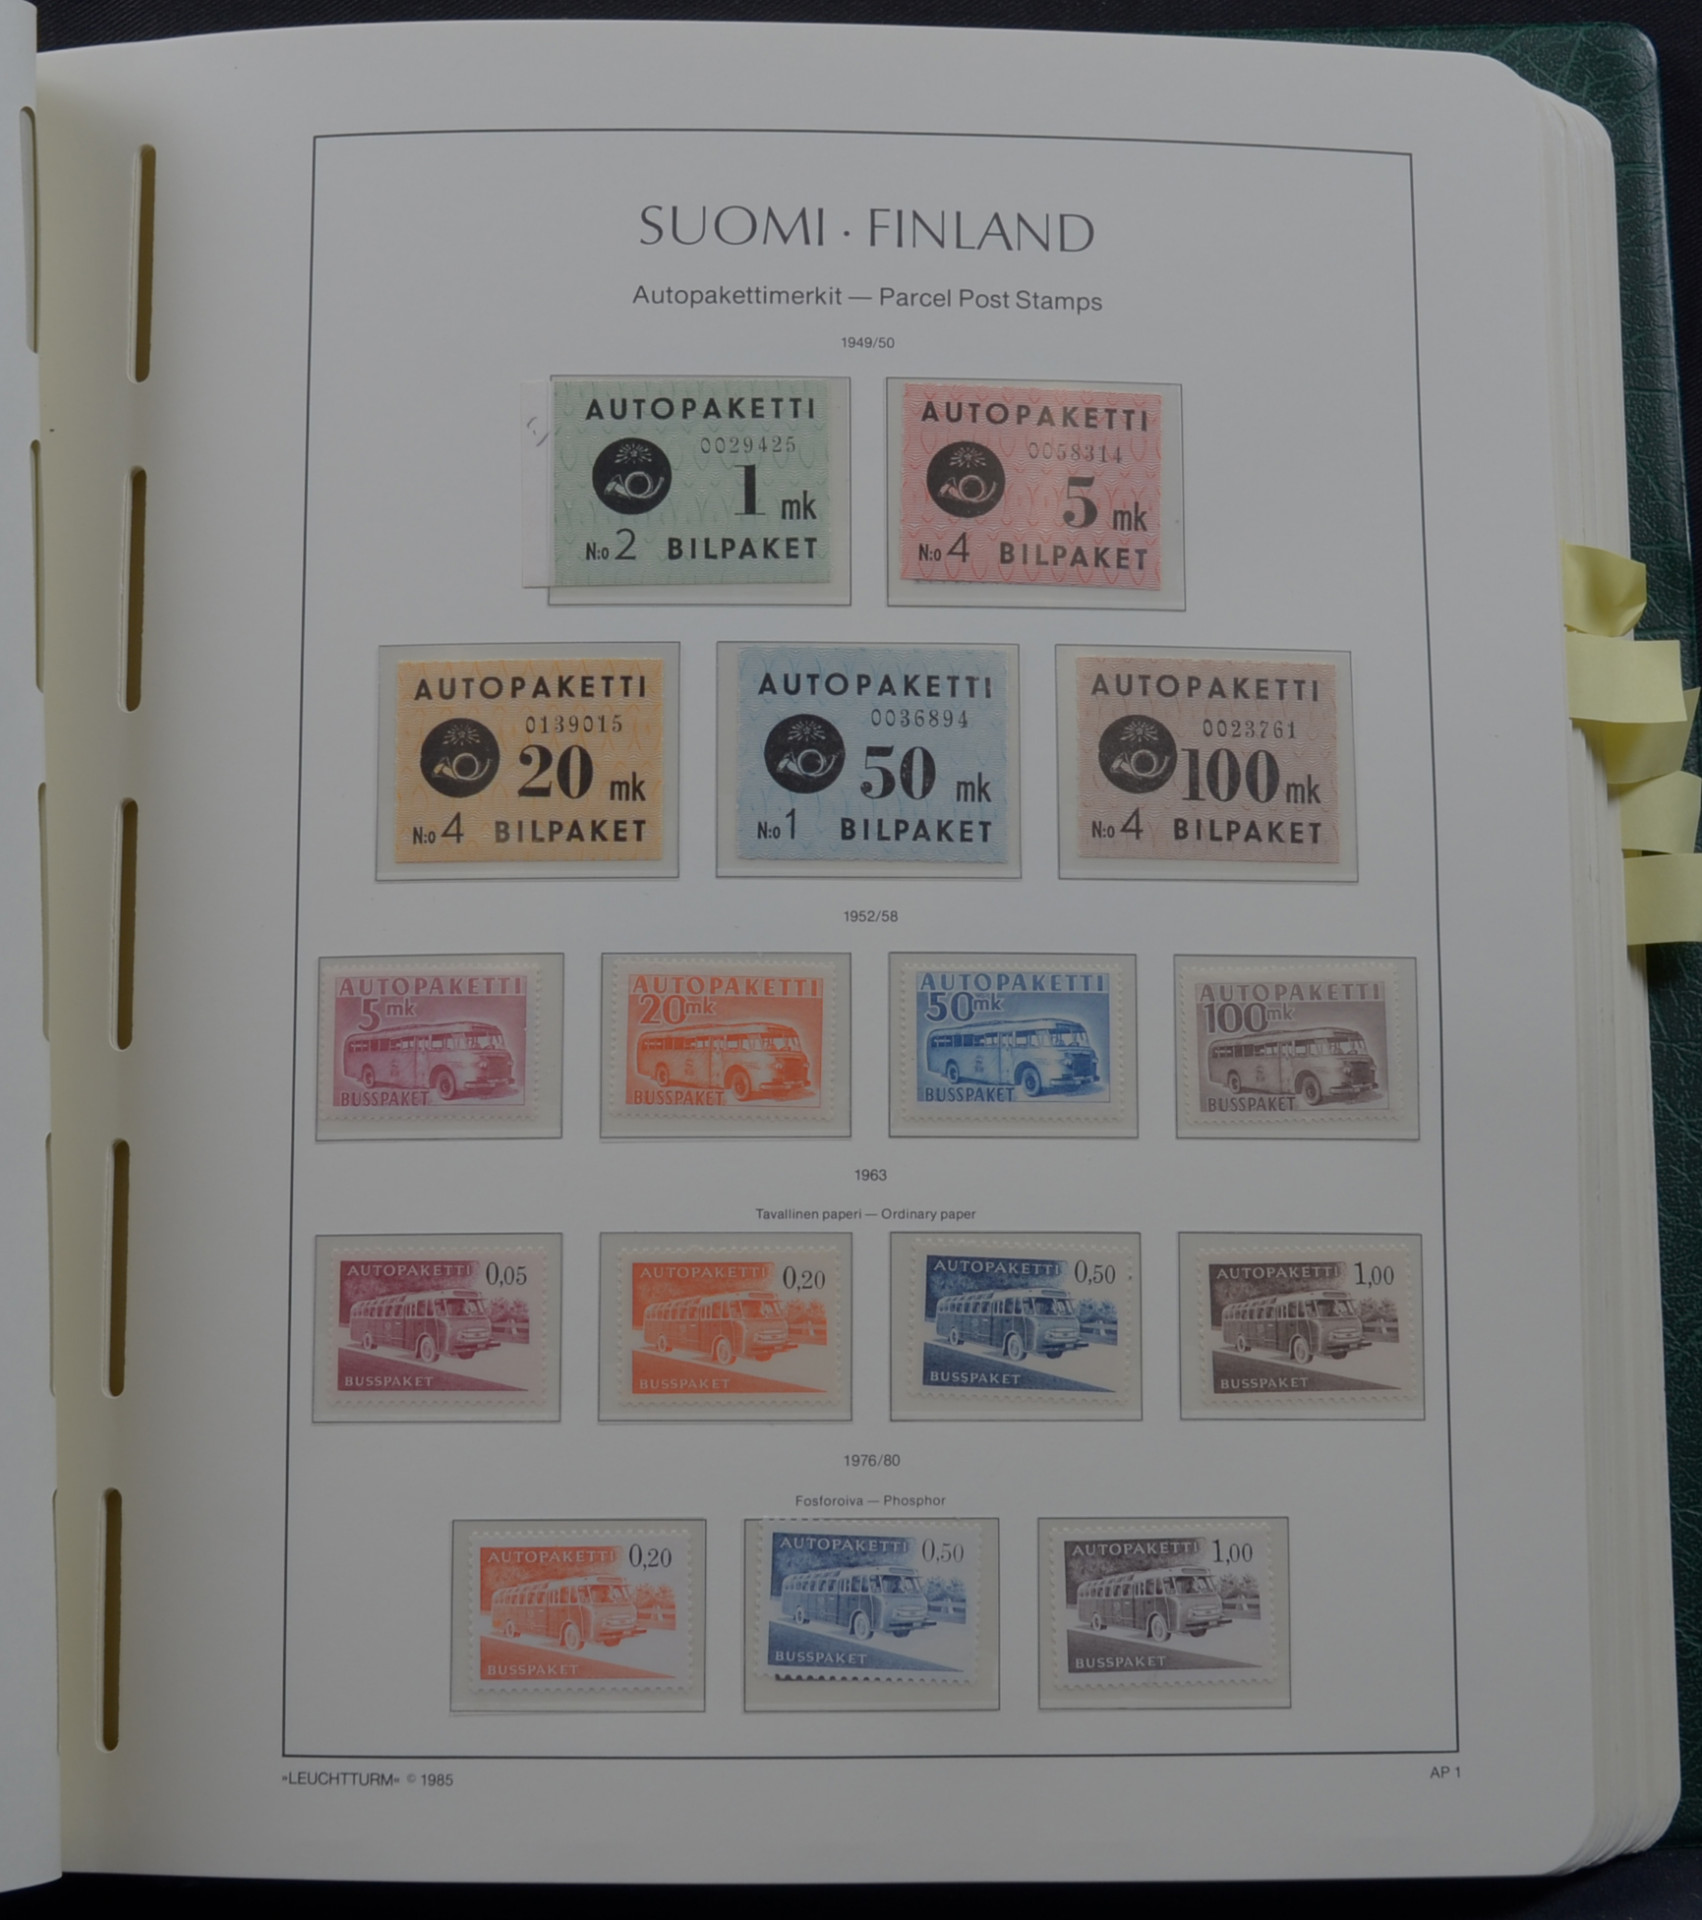 SUOMI · FINLAND
Autopakettimerkit — Parcel Post Stamps
1949/50
AUTOPAKETTI
0029425
1 mk
N:o 2 BILPAKET
AUTOPAKETTI
0058314
5 mk
N:o 4 BILPAKET
AUTOPAKETTI
0139015
20 mk
N:o 4 BILPAKET
AUTOPAKETTI
0036894
50 mk
N:o 1 BILPAKET
AUTOPAKETTI
0023761
100 mk
N:o 4 BILPAKET
1952/58
AUTOPAKETTI
5 mk
BUSSPAKET
AUTOPAKETTI
20 mk
BUSSPAKET
AUTOPAKETTI
50 mk
BUSSPAKET
AUTOPAKETTI
100 mk
BUSSPAKET
1963
Tavallinen paperi — Ordinary paper
AUTOPAKETTI 0,05
BUSSPAKET
AUTOPAKETTI 0,20
BUSSPAKET
AUTOPAKETTI 0,50
BUSSPAKET
AUTOPAKETTI 1,00
BUSSPAKET
1976/80
Fosforoiva — Phosphor
AUTOPAKETTI 0,20
BUSSPAKET
AUTOPAKETTI 0,50
BUSSPAKET
AUTOPAKETTI 1,00
BUSSPAKET
»LEUCHTTURM« © 1985
AP 1